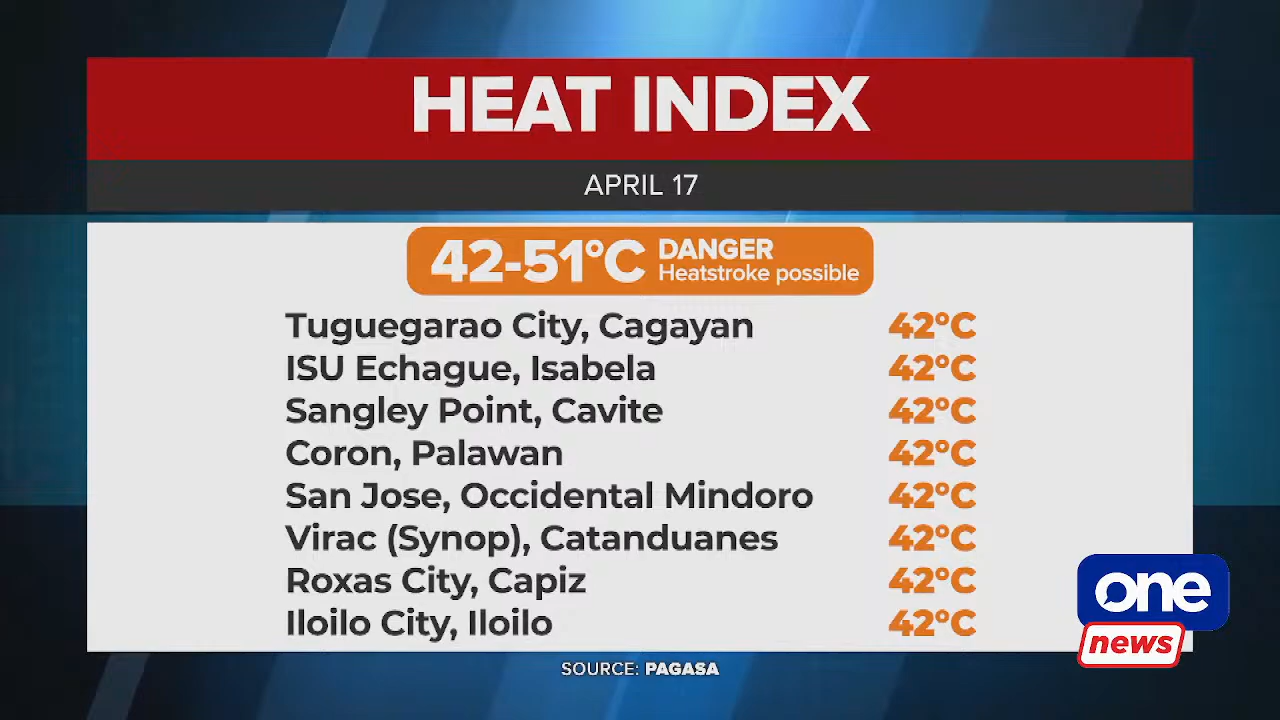 HEAT INDEX
APRIL 17
42-51°C DANGER
Heatstroke possible
Tuguegarao City, Cagayan 42°C
ISU Echague, Isabela 42°C
Sangley Point, Cavite 42°C
Coron, Palawan 42°C
San Jose, Occidental Mindoro 42°C
Virac (Synop), Catanduanes 42°C
Roxas City, Capiz 42°C
Iloilo City, Iloilo 42°C
one
news
SOURCE: PAGASA